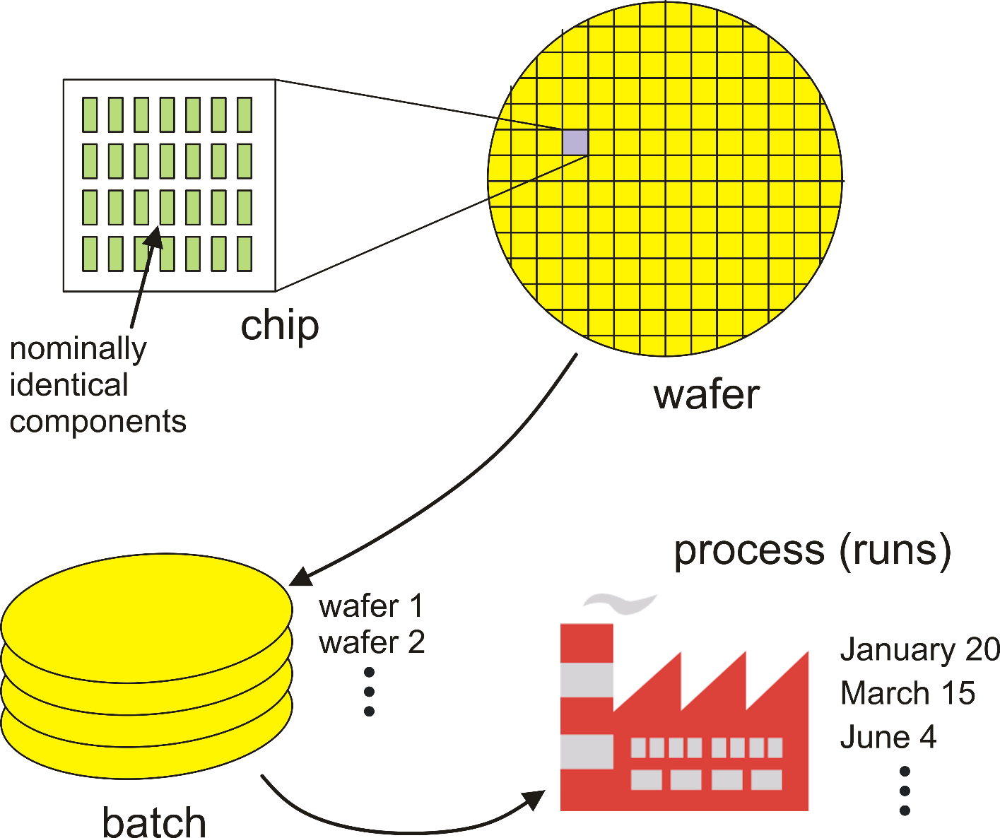 chip
nominally
identical
components
wafer
process (runs)
wafer 1
wafer 2
January 20
March 15
June 4
batch